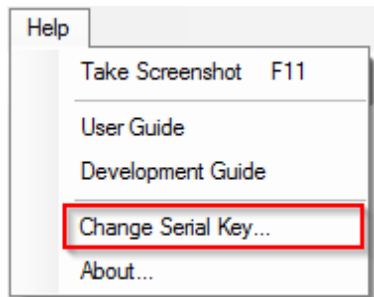 Help
Take Screenshot F11
User Guide
Development Guide
Change Serial Key...
About...